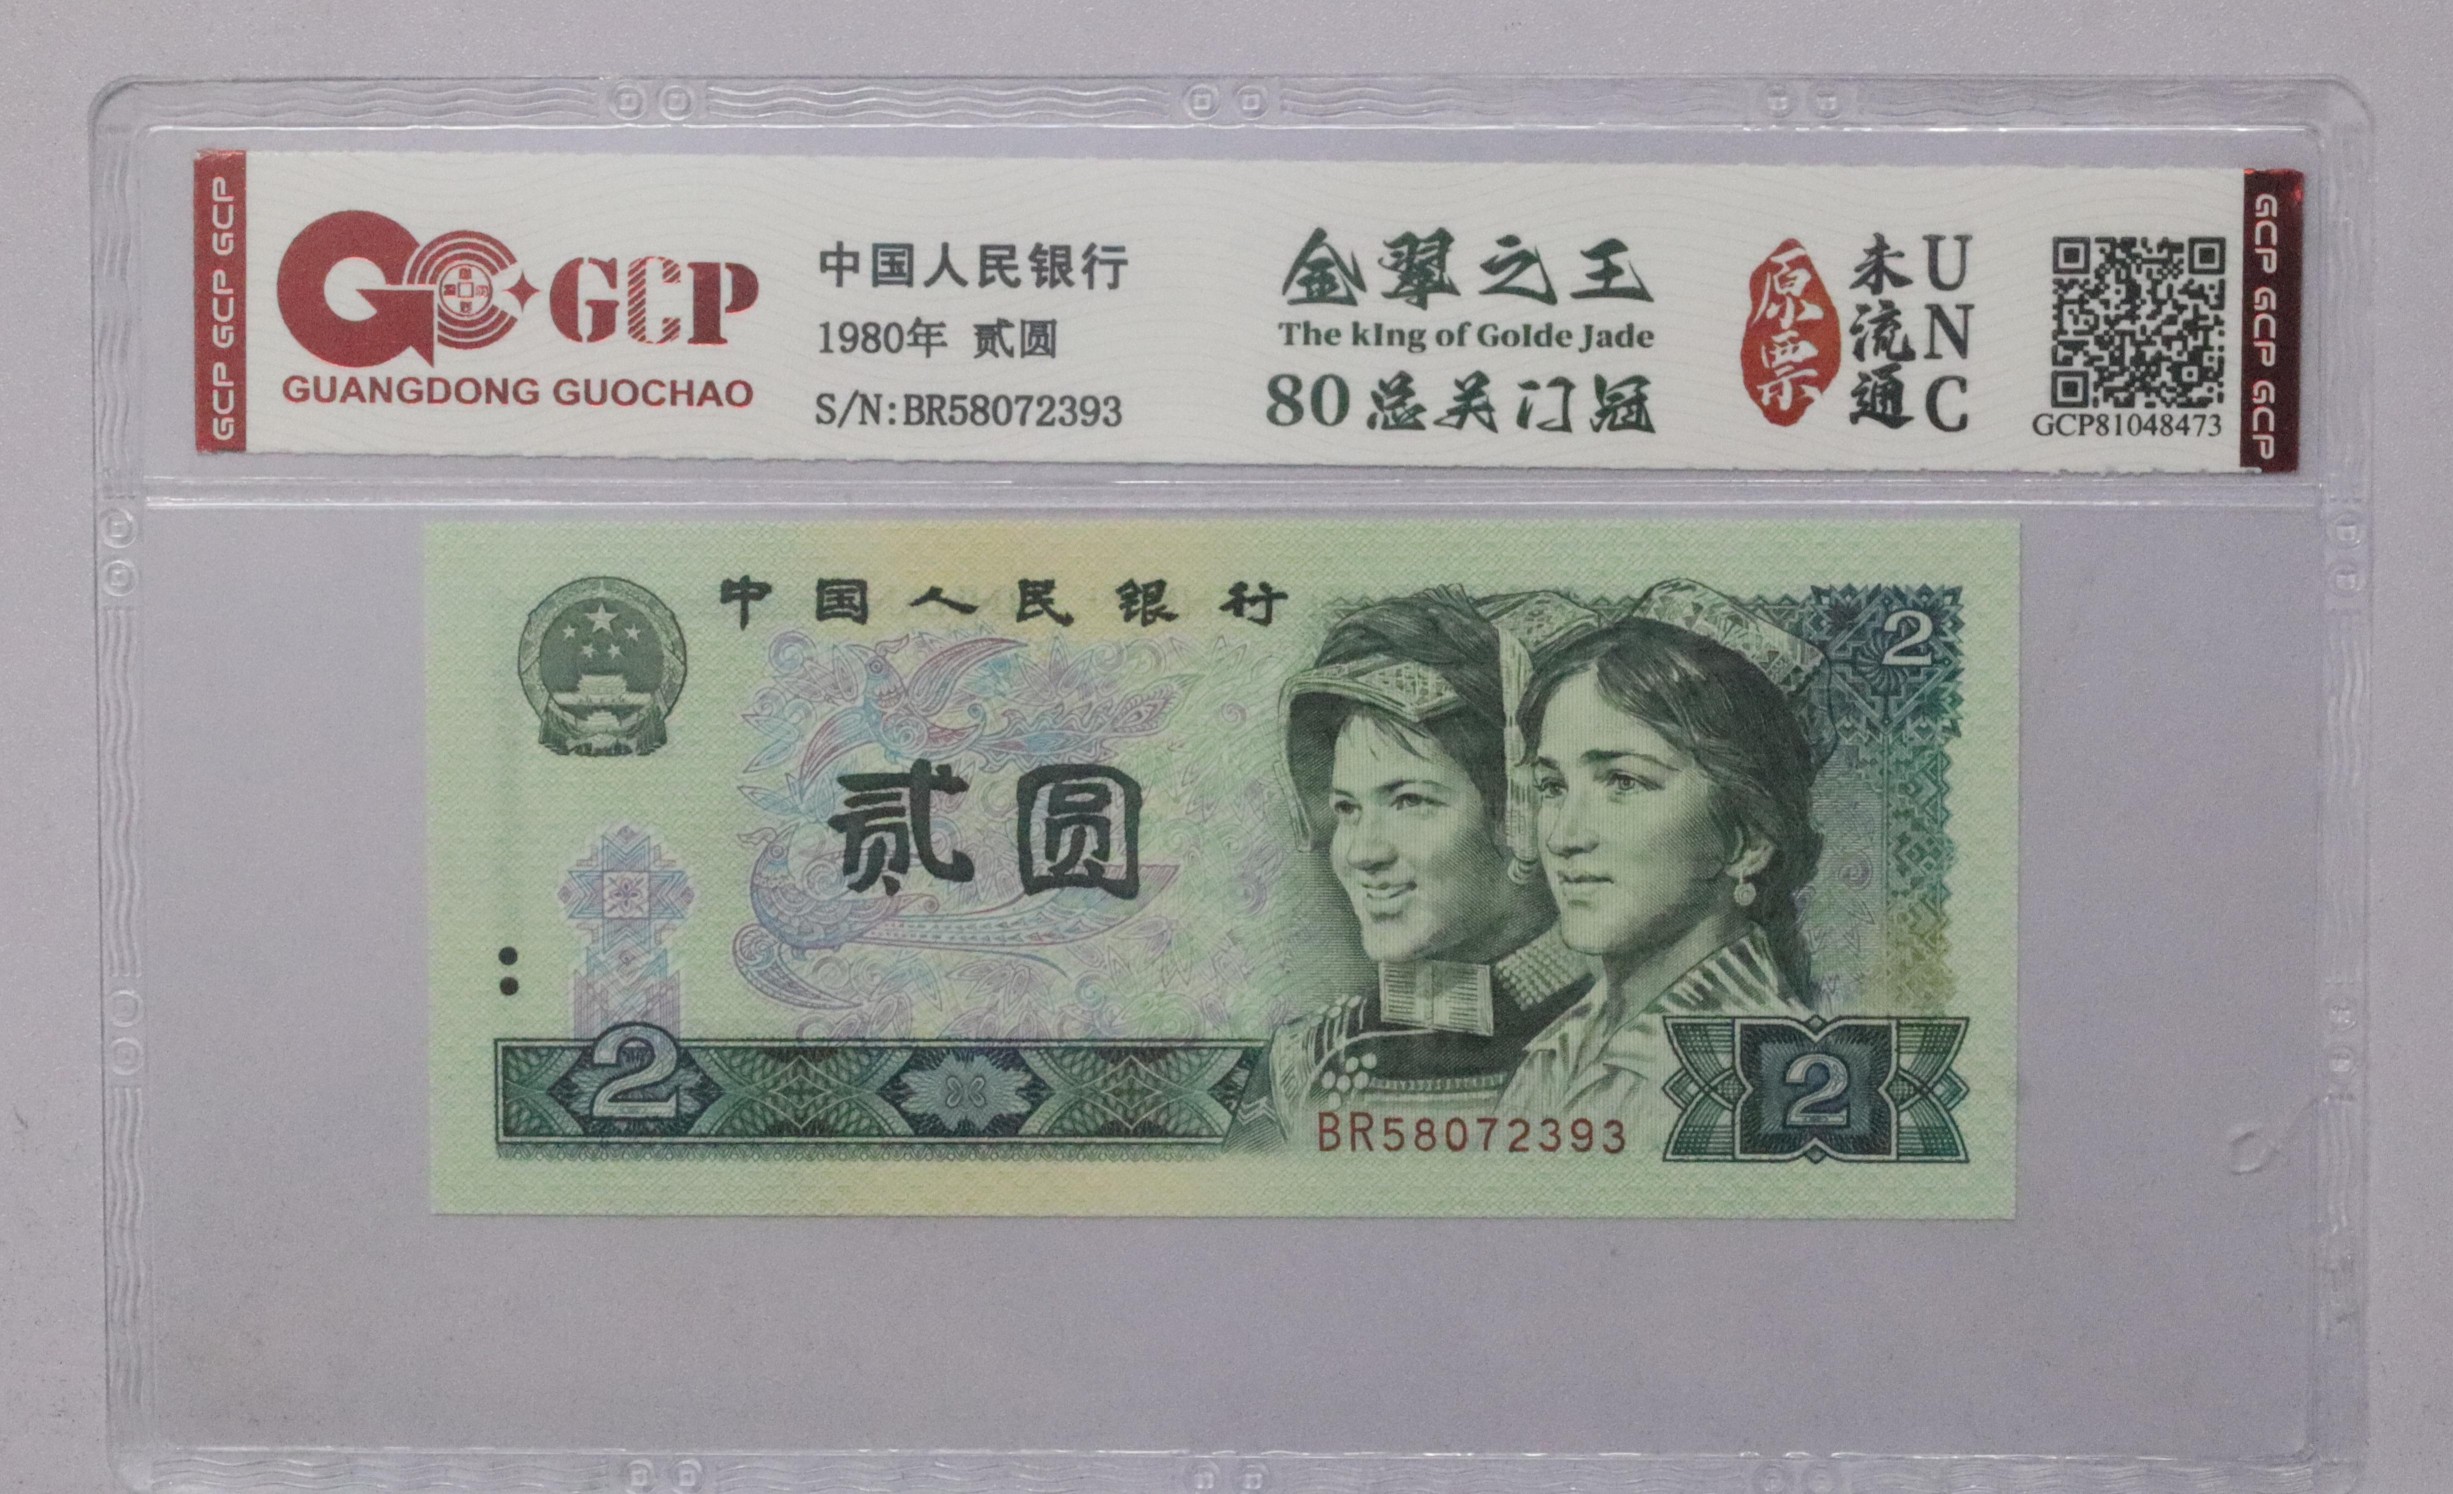 GCP GCP GCP
GCP
GUANGDONG GUOCHAO
中国人民银行
1980年 贰圆
S/N:BR58072393
金翠之王
The kIng of Golde Jade
80总关门冠
原票
未流通
UNC
GCP81048473
GCP GCP GCP
中国人民银行
2
贰圆
2
2
BR58072393